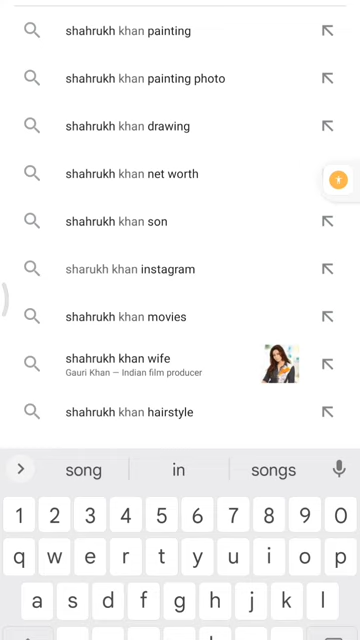 shahrukh khan painting
shahrukh khan painting photo
shahrukh khan drawing
shahrukh khan net worth
shahrukh khan son
sharukh khan instagram
shahrukh khan movies
shahrukh khan wife
Gauri Khan — Indian film producer
shahrukh khan hairstyle
song in songs
1 2 3 4 5 6 7 8 9 0
q w e r t y u i o p
a s d f g h j k l